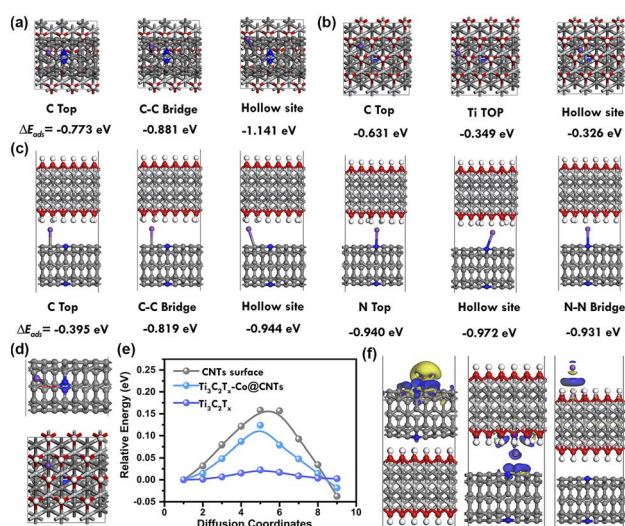 (a)
(b)
C Top
C-C Bridge
Hollow site
C Top
Ti TOP
Hollow site
ΔEads= -0.773 eV
-0.881 eV
-1.141 eV
-0.631 eV
-0.349 eV
-0.326 eV
(c)
C Top
C-C Bridge
Hollow site
N Top
Hollow site
N-N Bridge
ΔEads= -0.395 eV
-0.819 eV
-0.944 eV
-0.940 eV
-0.972 eV
-0.931 eV
(d)
(e)
(f)
CNTs surface
Ti3C2Tx-Co@CNTs
Ti3C2Tx
Relative Energy (eV)
0.25
0.20
0.15
0.10
0.05
0.00
-0.05
0 2 4 6 8 10
Diffusion Coordinates